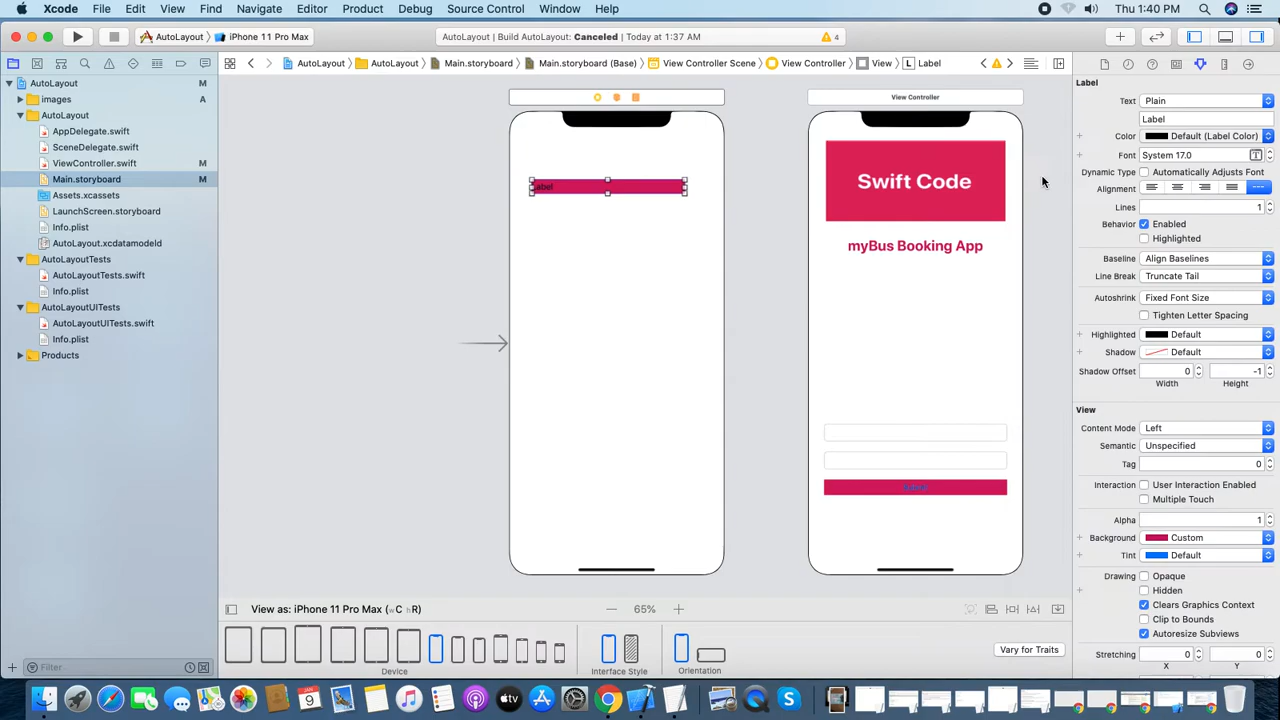 Xcode File Edit View Find Navigate Editor Product Debug Source Control Window Help Thu 1:40 PM
AutoLayout iPhone 11 Pro Max AutoLayout | Build AutoLayout: Canceled | Today at 1:37 AM 4
AutoLayout AutoLayout Main.storyboard Main.storyboard (Base) View Controller Scene View Controller View L Label
AutoLayout M
images A
AutoLayout
AppDelegate.swift
SceneDelegate.swift
ViewController.swift M
Main.storyboard M
Assets.xcassets
LaunchScreen.storyboard
Info.plist
AutoLayout.xcdatamodeld
AutoLayoutTests
AutoLayoutTests.swift
Info.plist
AutoLayoutUITests
AutoLayoutUITests.swift
Info.plist
Products
Filter
Label
View Controller
Swift Code
myBus Booking App
View as: iPhone 11 Pro Max (wC hR)
65%
Device
Interface Style
Orientation
Vary for Traits
Label
Text Plain
Label
Color Default (Label Color)
Font System 17.0
Dynamic Type Automatically Adjusts Font
Alignment
Lines 1
Behavior Enabled
Highlighted
Baseline Align Baselines
Line Break Truncate Tail
Autoshrink Fixed Font Size
Tighten Letter Spacing
Highlighted Default
Shadow Default
Shadow Offset 0 -1
Width Height
View
Content Mode Left
Semantic Unspecified
Tag 0
Interaction User Interaction Enabled
Multiple Touch
Alpha 1
Background Custom
Tint Default
Drawing Opaque
Hidden
Clears Graphics Context
Clip to Bounds
Autoresize Subviews
Stretching 0 0
X Y
JAN
9
tv